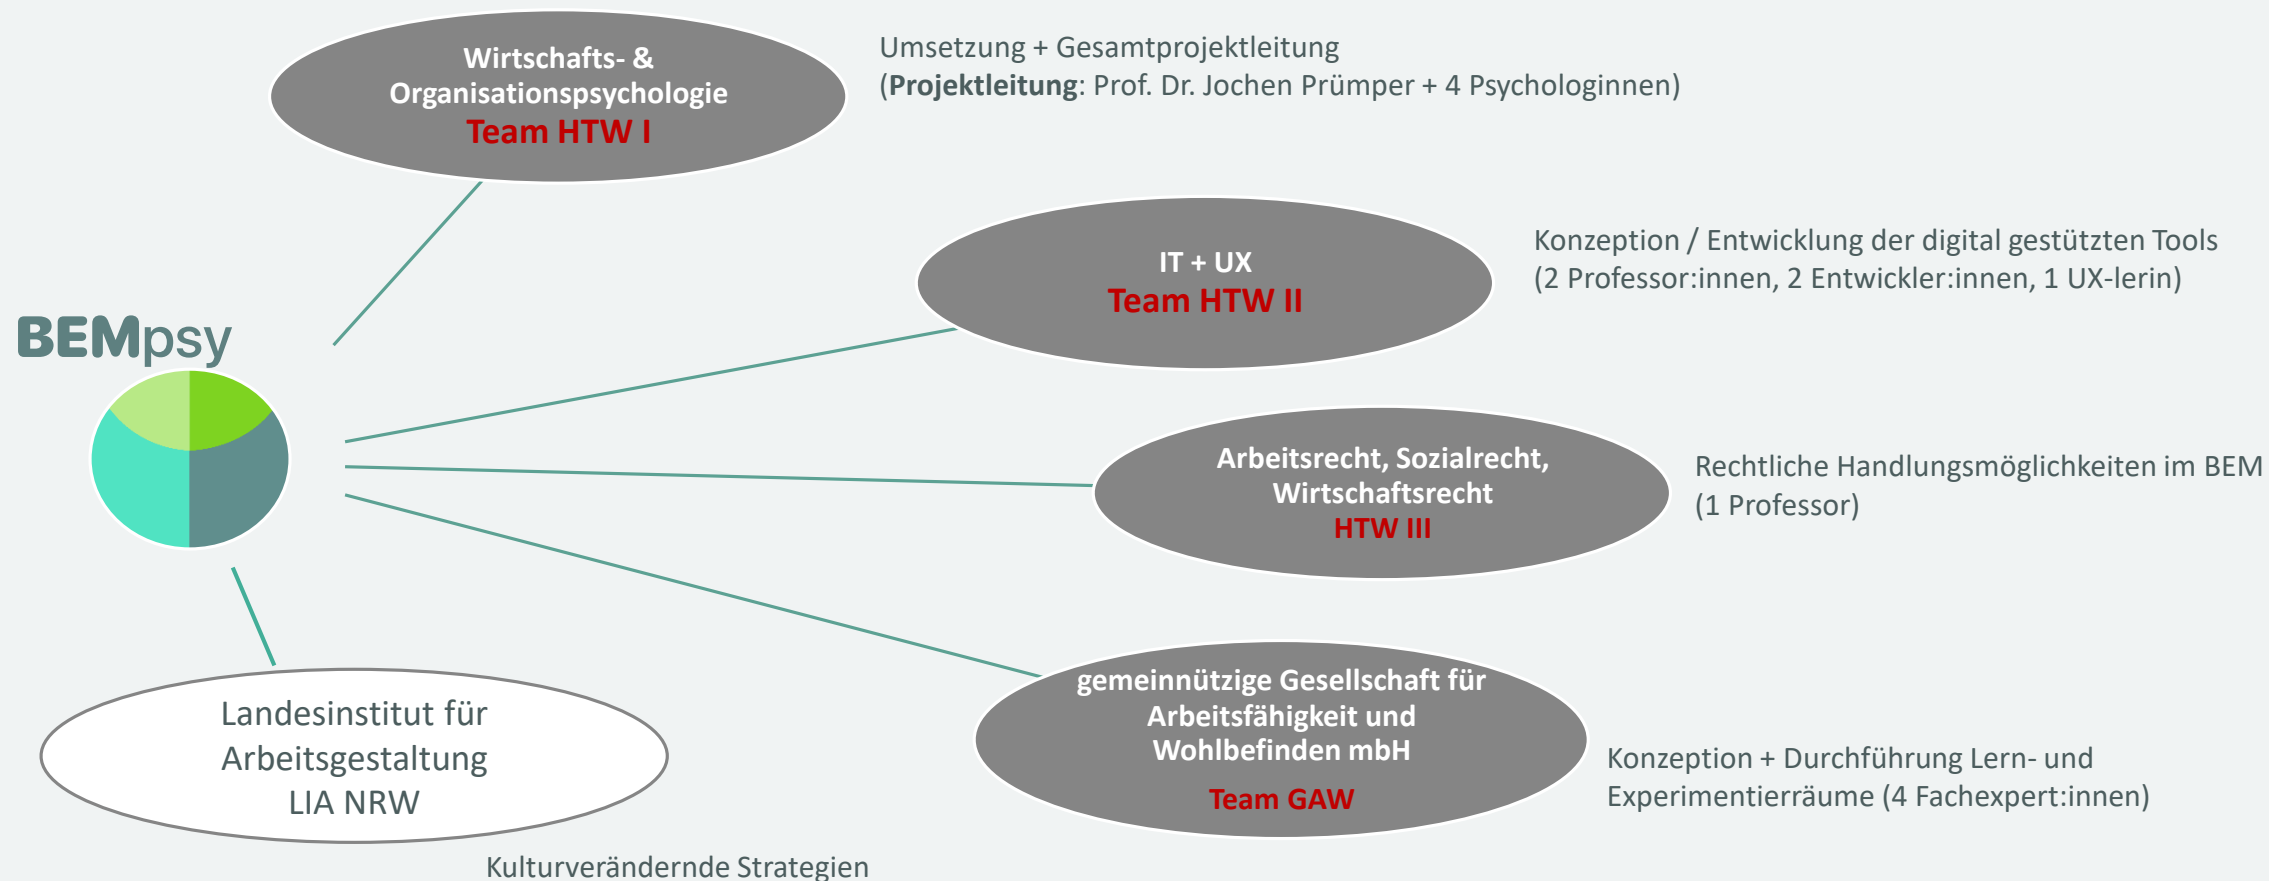 Wirtschafts- &
Organisationspsychologie
Team HTW I
Umsetzung + Gesamtprojektleitung
(Projektleitung: Prof. Dr. Jochen Prümper + 4 Psychologinnen)
IT + UX
Team HTW II
Konzeption / Entwicklung der digital gestützten Tools
(2 Professor:innen, 2 Entwickler:innen, 1 UX-lerin)
BEMpsy
Arbeitsrecht, Sozialrecht,
Wirtschaftsrecht
HTW III
Rechtliche Handlungsmöglichkeiten im BEM
(1 Professor)
gemeinnützige Gesellschaft für
Arbeitsfähigkeit und
Wohlbefinden mbH
Team GAW
Konzeption + Durchführung Lern- und
Experimentierräume (4 Fachexpert:innen)
Landesinstitut für
Arbeitsgestaltung
LIA NRW
Kulturverändernde Strategien